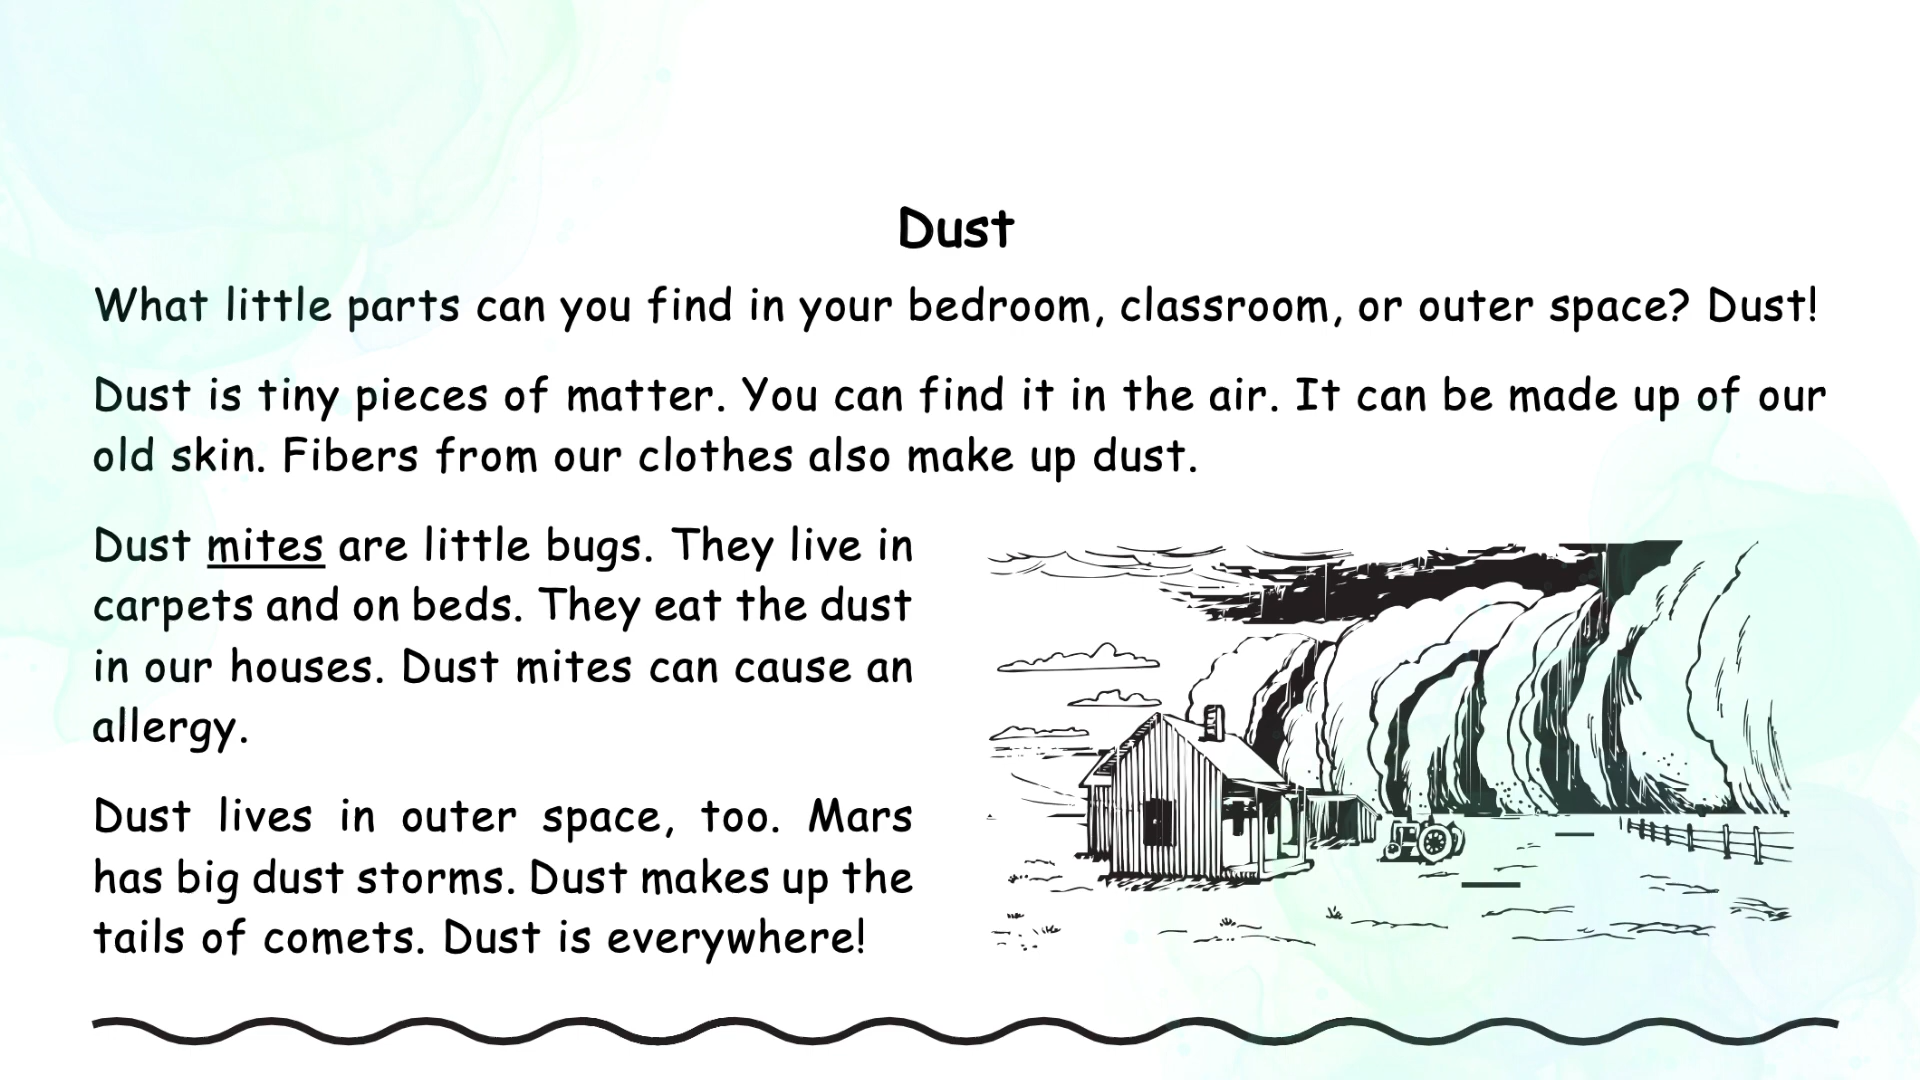 Dust
What little parts can you find in your bedroom, classroom, or outer space? Dust!
Dust is tiny pieces of matter. You can find it in the air. It can be made up of our
old skin. Fibers from our clothes also make up dust.
Dust mites are little bugs. They live in
carpets and on beds. They eat the dust
in our houses. Dust mites can cause an
allergy.
Dust lives in outer space, too. Mars
has big dust storms. Dust makes up the
tails of comets. Dust is everywhere!